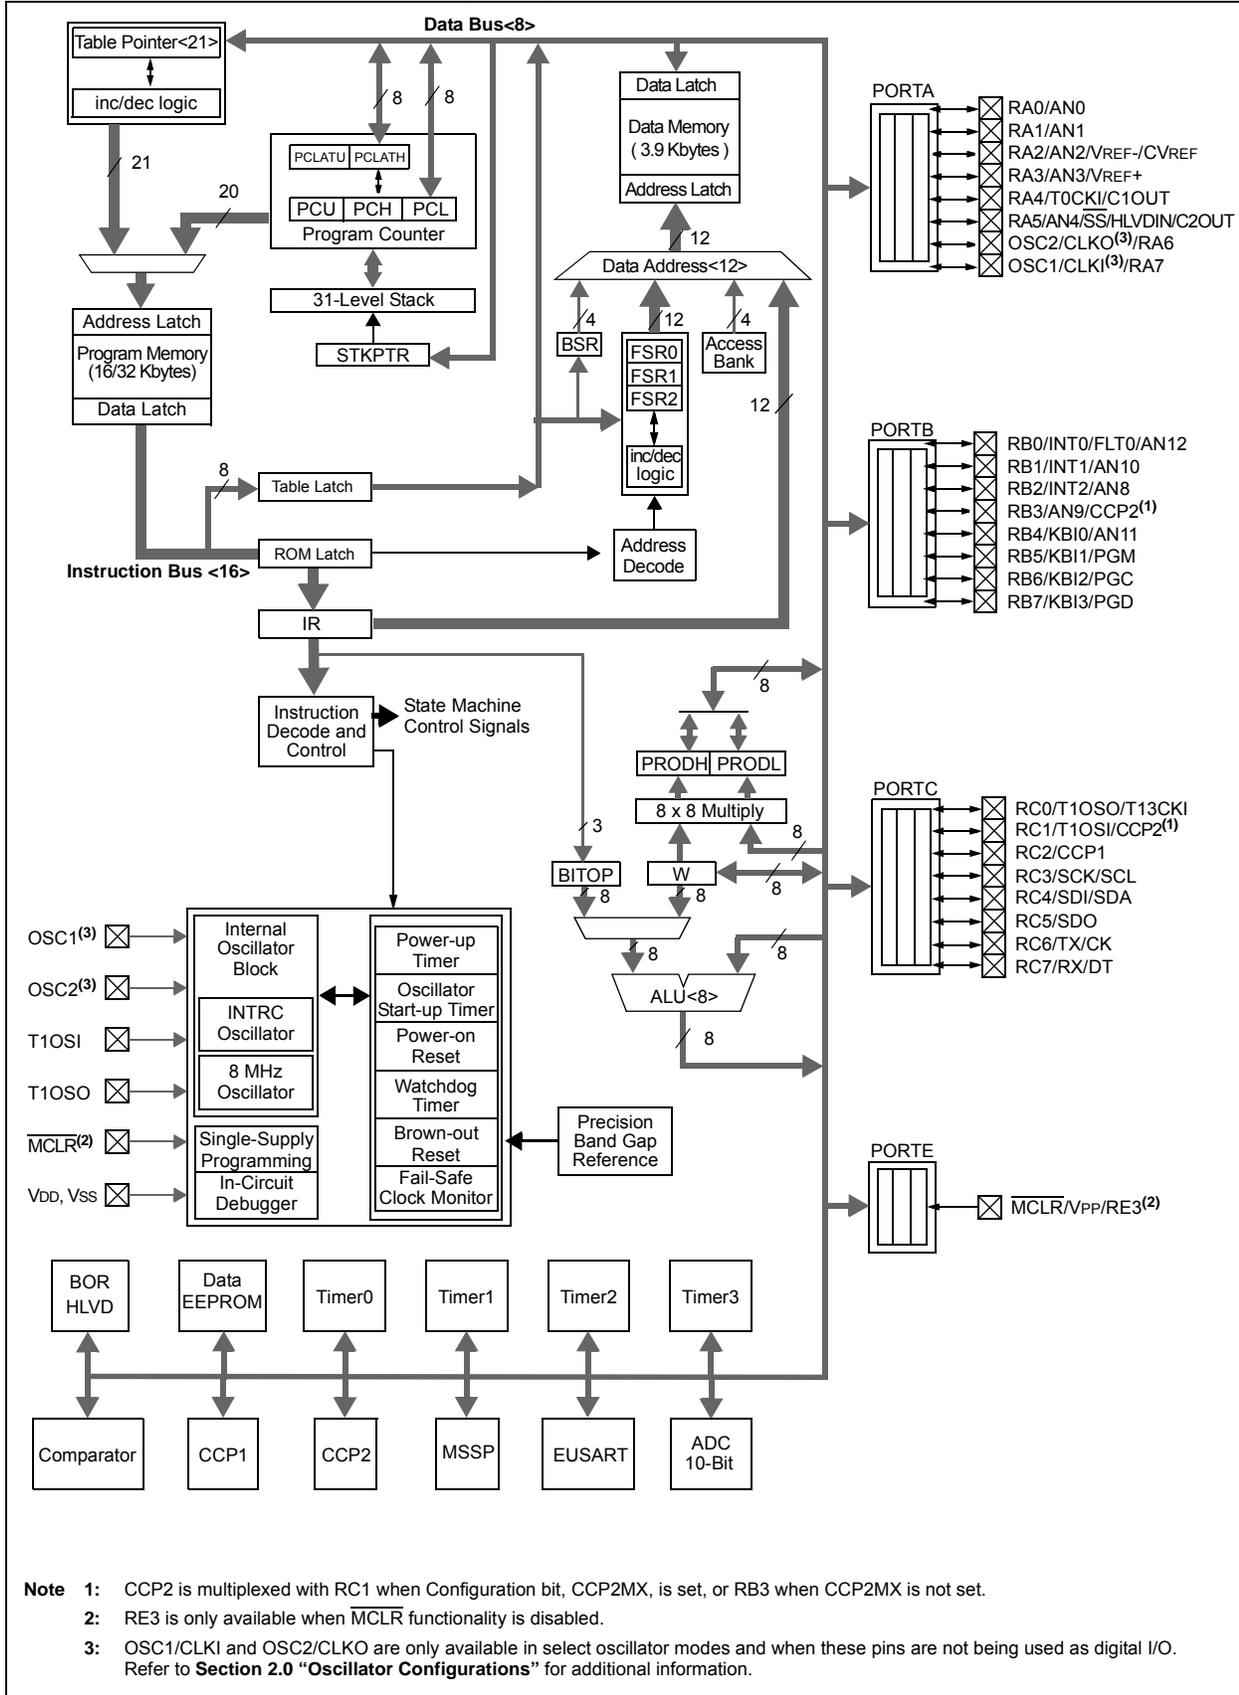 Data Bus<8>
Table Pointer<21>
inc/dec logic
21
8
8
PCLATU PCLATH
PCU PCH PCL
Program Counter
20
31-Level Stack
STKPTR
Address Latch
Program Memory
(16/32 Kbytes)
Data Latch
8
Table Latch
ROM Latch
Instruction Bus <16>
IR
Data Latch
Data Memory
( 3.9 Kbytes )
Address Latch
12
Data Address<12>
4
12
4
BSR
FSR0
FSR1
FSR2
inc/dec
logic
Access
Bank
12
Address
Decode
Instruction
Decode and
Control
State Machine
Control Signals
8
PRODH PRODL
8 x 8 Multiply
3
8
BITOP
W
8
8
8
8
8
ALU<8>
8
OSC1(3)
OSC2(3)
T1OSI
T1OSO
MCLR(2)
VDD, VSS
Internal
Oscillator
Block
INTRC
Oscillator
8 MHz
Oscillator
Single-Supply
Programming
In-Circuit
Debugger
Power-up
Timer
Oscillator
Start-up Timer
Power-on
Reset
Watchdog
Timer
Brown-out
Reset
Fail-Safe
Clock Monitor
Precision
Band Gap
Reference
PORTA
RA0/AN0
RA1/AN1
RA2/AN2/VREF-/CVREF
RA3/AN3/VREF+
RA4/T0CKI/C1OUT
RA5/AN4/SS/HLVDIN/C2OUT
OSC2/CLKO(3)/RA6
OSC1/CLKI(3)/RA7
PORTB
RB0/INT0/FLT0/AN12
RB1/INT1/AN10
RB2/INT2/AN8
RB3/AN9/CCP2(1)
RB4/KBI0/AN11
RB5/KBI1/PGM
RB6/KBI2/PGC
RB7/KBI3/PGD
PORTC
RC0/T1OSO/T13CKI
RC1/T1OSI/CCP2(1)
RC2/CCP1
RC3/SCK/SCL
RC4/SDI/SDA
RC5/SDO
RC6/TX/CK
RC7/RX/DT
PORTE
MCLR/VPP/RE3(2)
BOR
HLVD
Data
EEPROM
Timer0
Timer1
Timer2
Timer3
Comparator
CCP1
CCP2
MSSP
EUSART
ADC
10-Bit
Note 1: CCP2 is multiplexed with RC1 when Configuration bit, CCP2MX, is set, or RB3 when CCP2MX is not set.
2: RE3 is only available when MCLR functionality is disabled.
3: OSC1/CLKI and OSC2/CLKO are only available in select oscillator modes and when these pins are not being used as digital I/O.
Refer to Section 2.0 “Oscillator Configurations” for additional information.